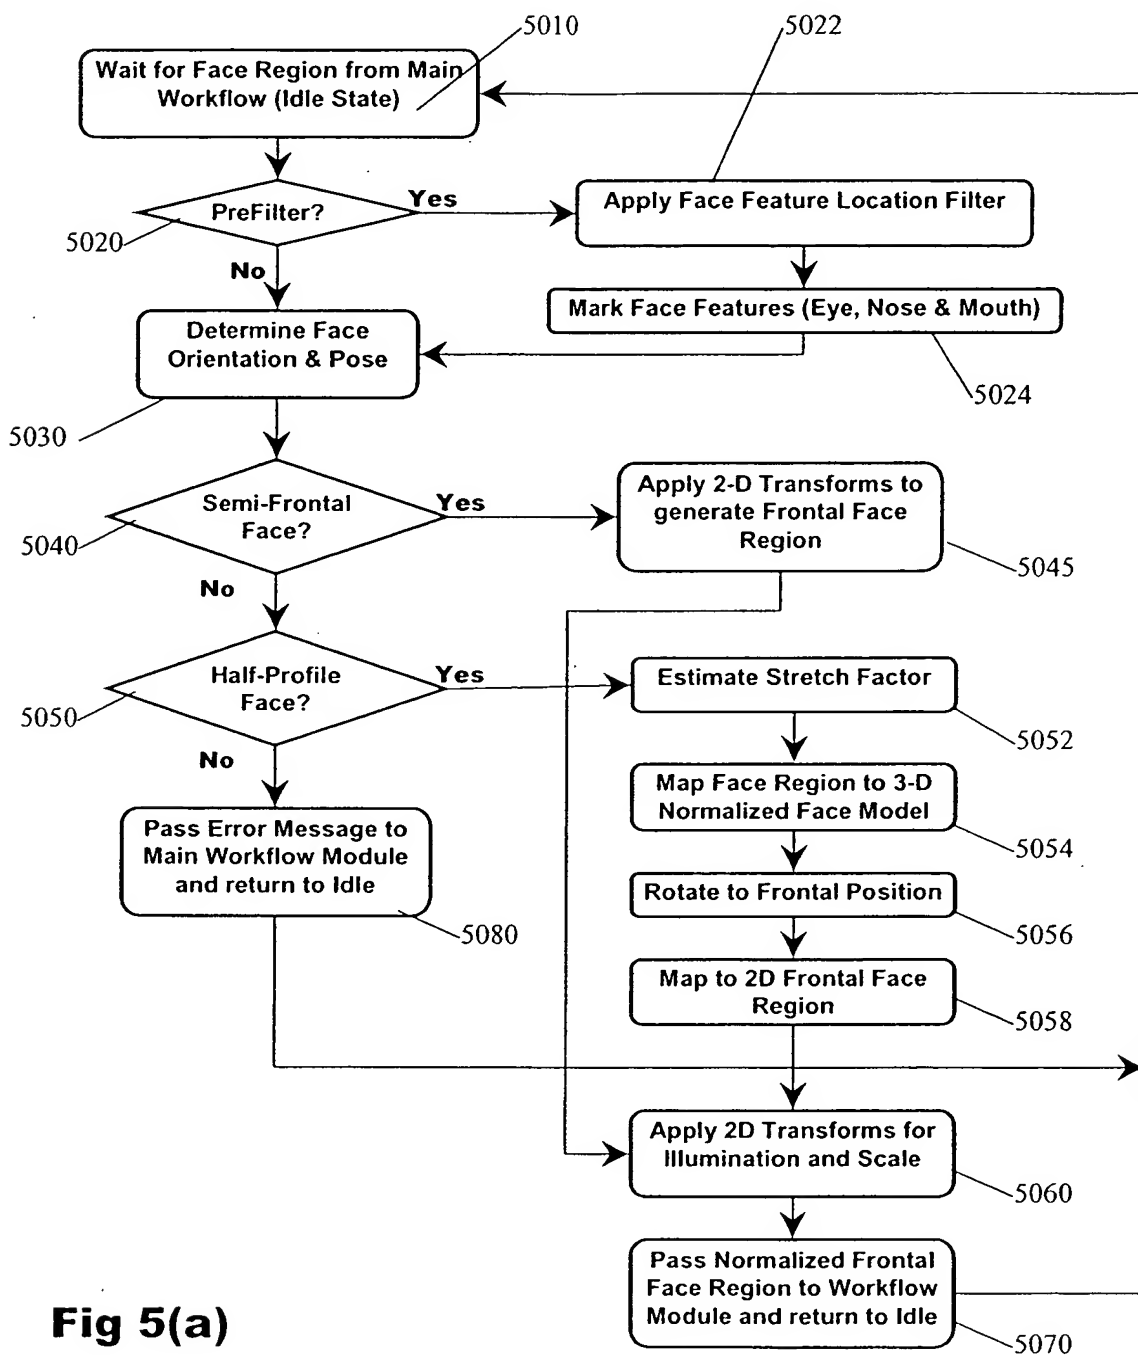 5010
5022
Wait for Face Region from Main
Workflow (Idle State)
PreFilter?
Yes
Apply Face Feature Location Filter
5020
No
Mark Face Features (Eye, Nose & Mouth)
Determine Face
Orientation & Pose
5024
5030
Semi-Frontal
Face?
Yes
Apply 2-D Transforms to
generate Frontal Face
Region
5040
5045
No
Half-Profile
Face?
Yes
Estimate Stretch Factor
5050
5052
No
Map Face Region to 3-D
Normalized Face Model
5054
Pass Error Message to
Main Workflow Module
and return to Idle
Rotate to Frontal Position
5080
5056
Map to 2D Frontal Face
Region
5058
Apply 2D Transforms for
Illumination and Scale
5060
Pass Normalized Frontal
Face Region to Workflow
Module and return to Idle
5070
Fig 5(a)